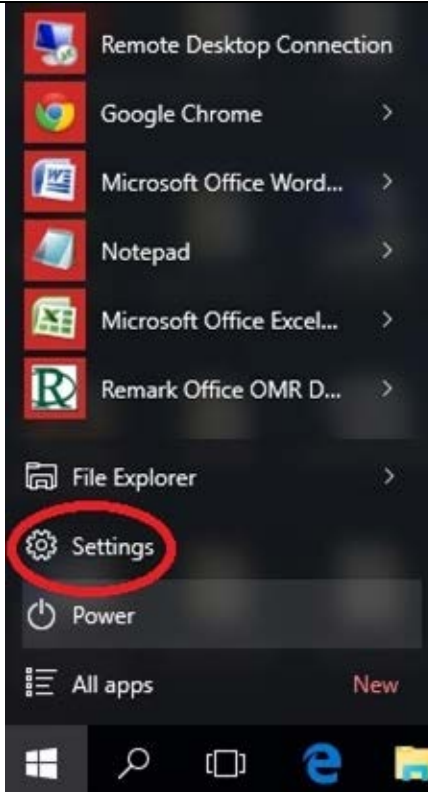 Remote Desktop Connection
Google Chrome
Microsoft Office Word...
Notepad
Microsoft Office Excel...
Remark Office OMR D...
File Explorer
Settings
Power
All apps New